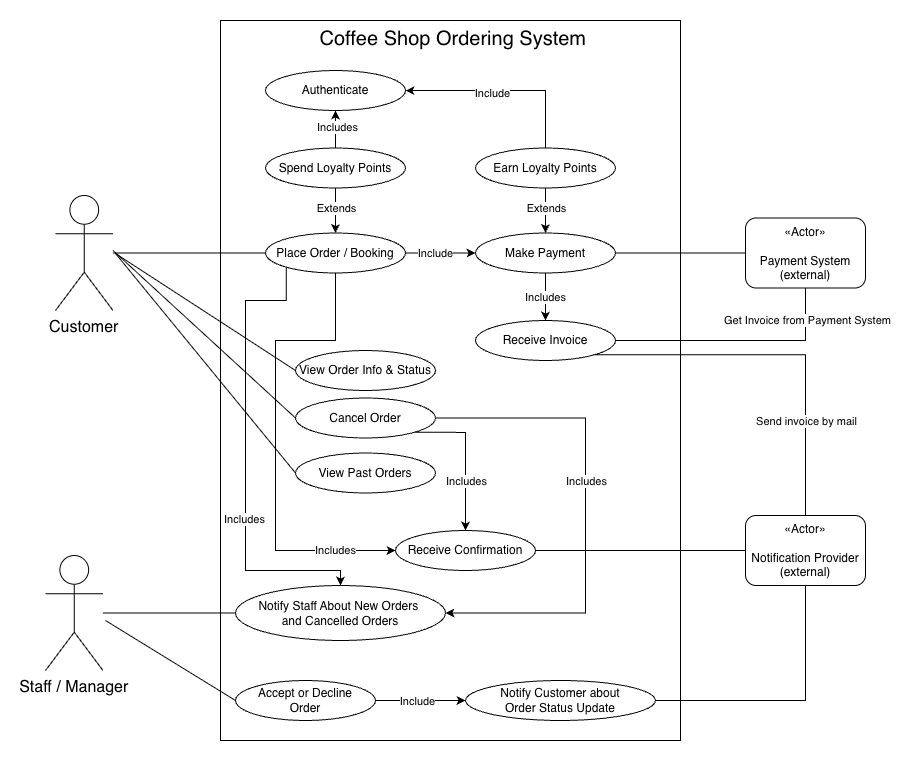 Coffee Shop Ordering System
Authenticate
Include
Includes
Spend Loyalty Points
Earn Loyalty Points
Extends
Extends
«Actor»
Payment System
(external)
Place Order / Booking
Include
Make Payment
Includes
Customer
Get Invoice from Payment System
Receive Invoice
View Order Info & Status
Cancel Order
Send invoice by mail
View Past Orders
Includes
Includes
Includes
«Actor»
Notification Provider
(external)
Includes
Receive Confirmation
Notify Staff About New Orders
and Cancelled Orders
Staff / Manager
Accept or Decline
Order
Include
Notify Customer about
Order Status Update